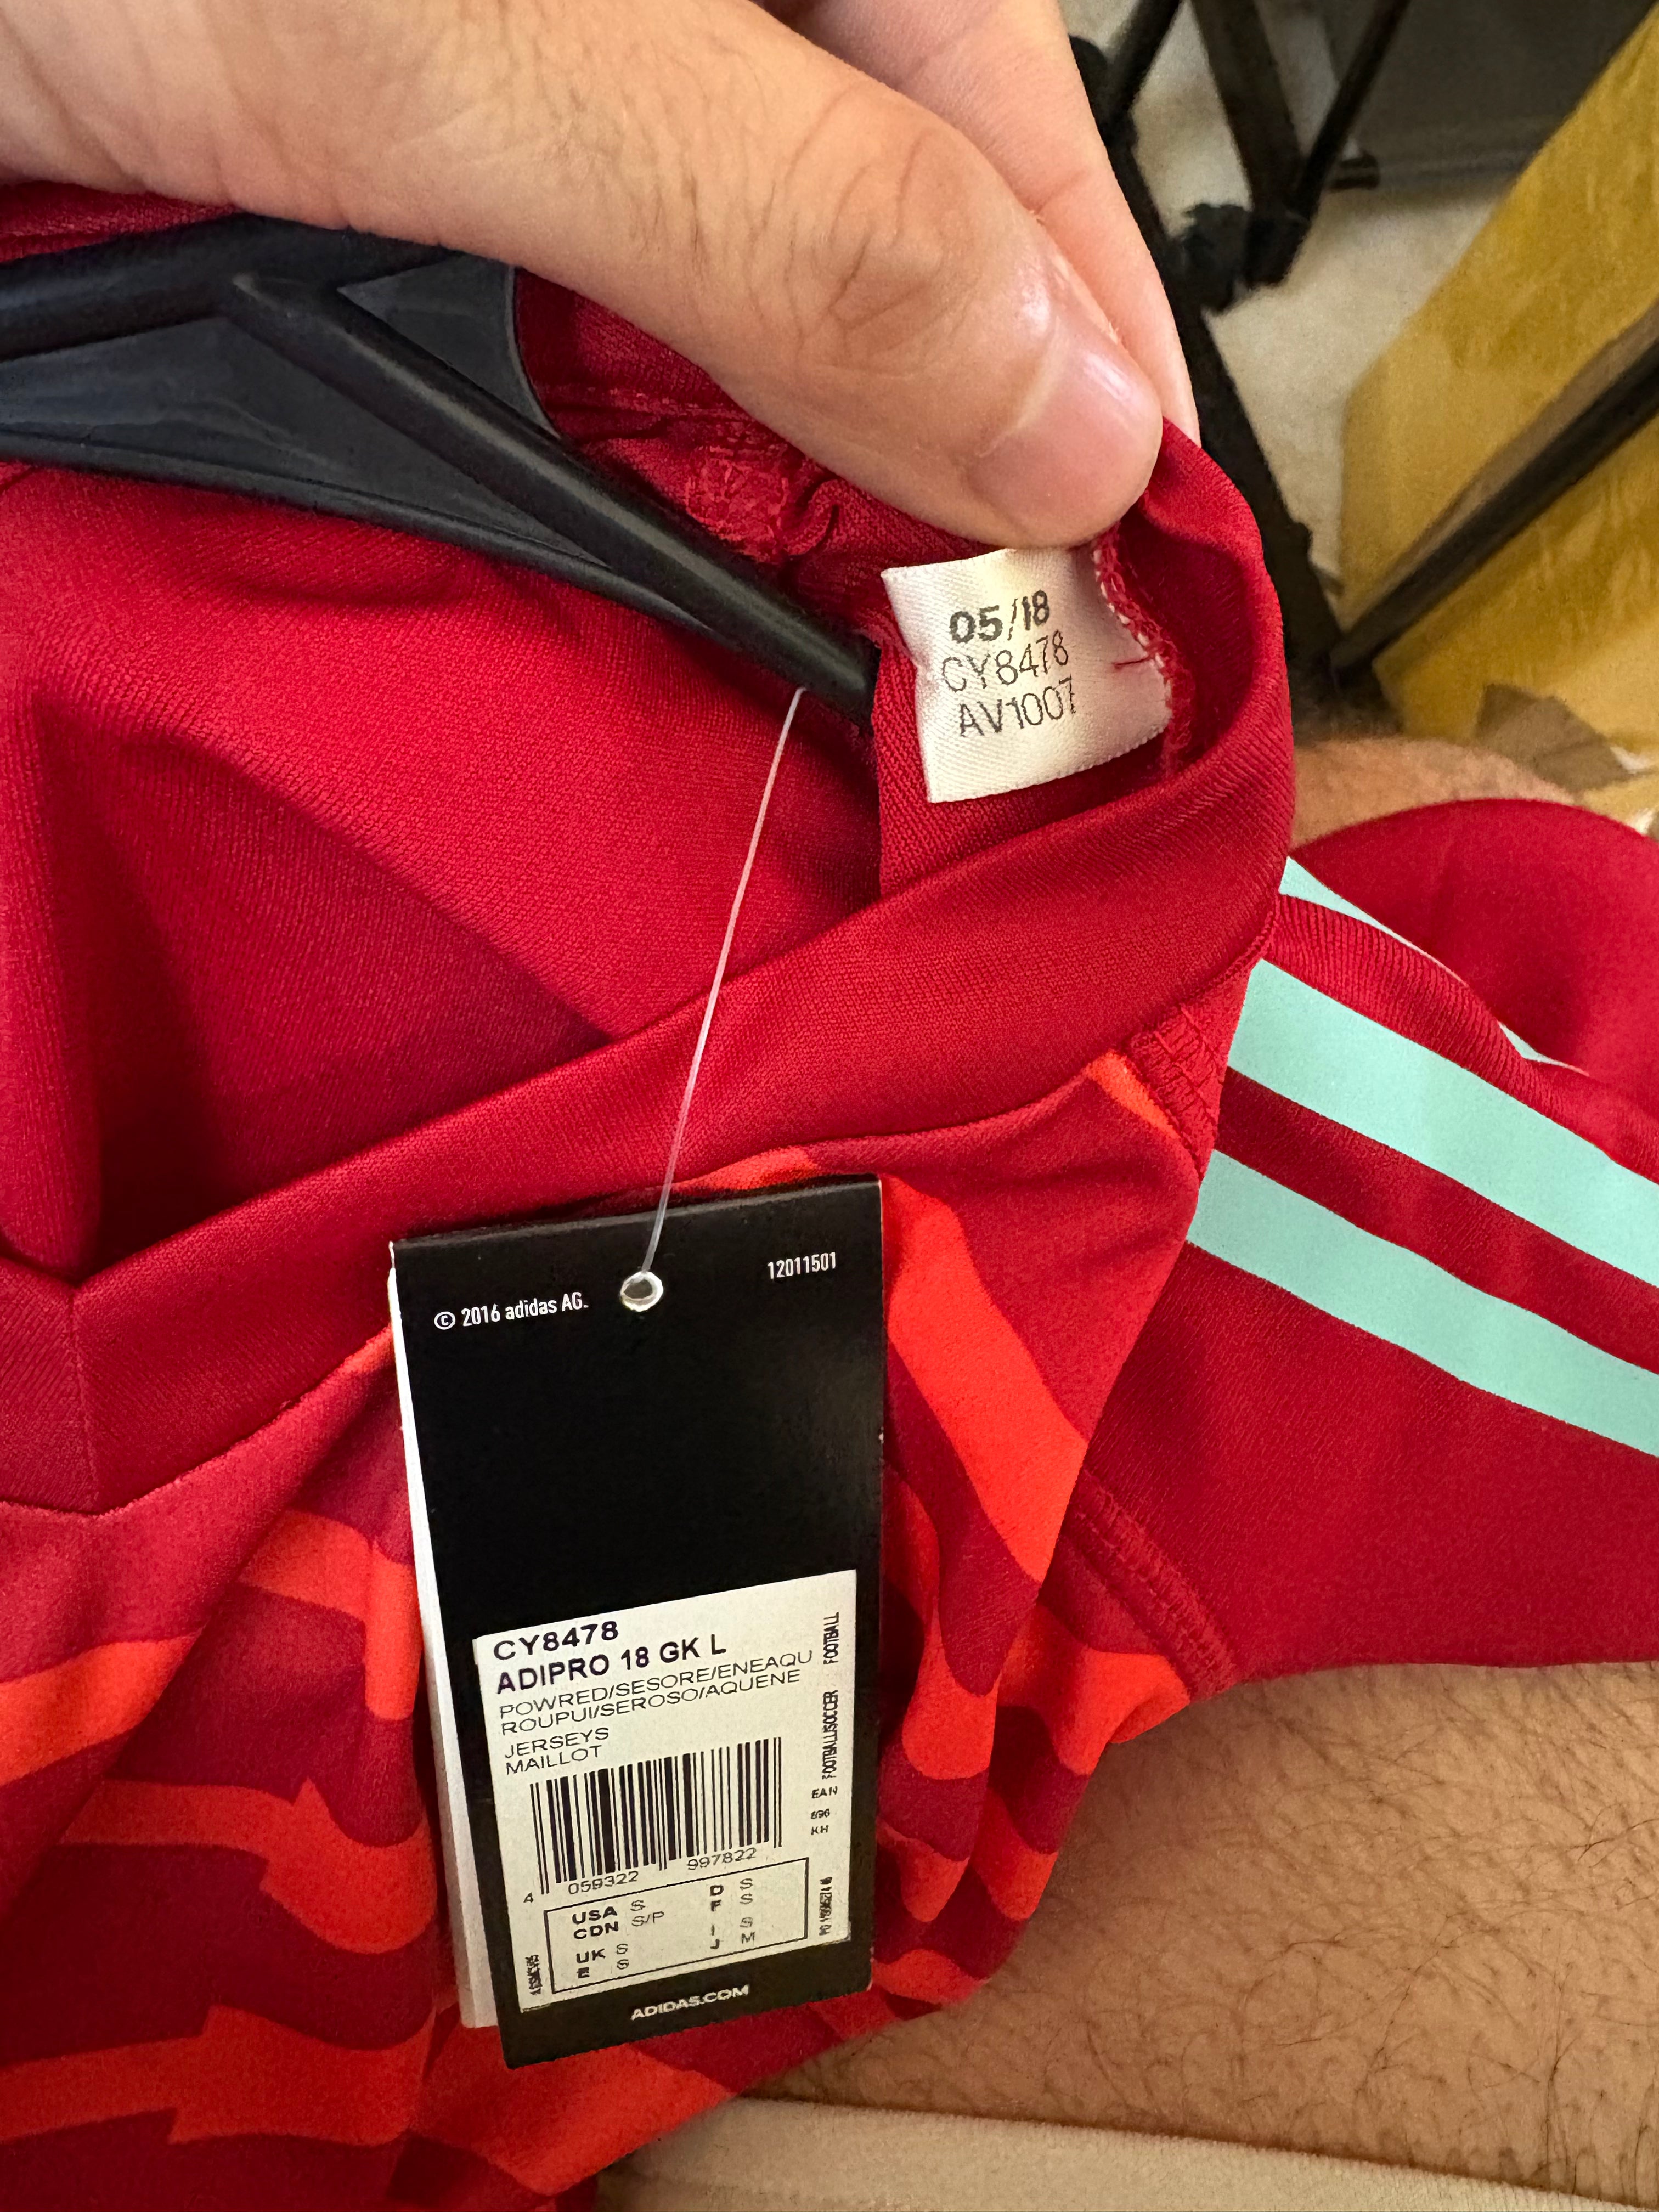 05/18
CY8478
AV1007
© 2016 adidas AG.
12011501
CY8478
ADIPRO 18 GK L
POWRED/SESORE/ENEAQU
ROUPUI/SEROSO/AQUENE
JERSEYS
MAILLOT
FOOTBALL/SOCCER FOOTBALL
EAN
KH
4 059322 997822
USA S D S
CDN S/P F S
UK S I S
E S J M
ADIDAS.COM